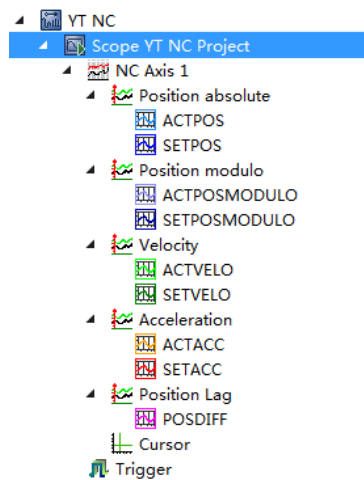 YT NC
Scope YT NC Project
NC Axis 1
Position absolute
ACTPOS
SETPOS
Position modulo
ACTPOSMODULO
SETPOSMODULO
Velocity
ACTVELO
SETVELO
Acceleration
ACTACC
SETACC
Position Lag
POSDIFF
Cursor
Trigger